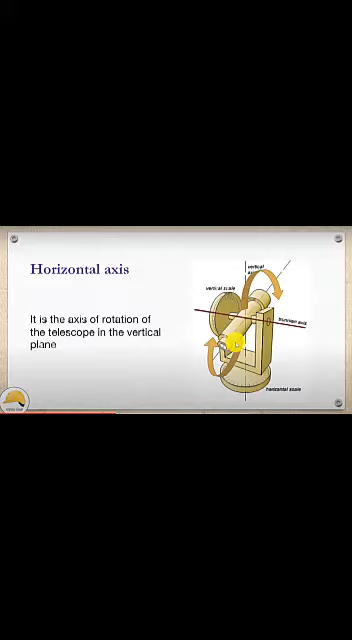 Horizontal axis
It is the axis of rotation of
the telescope in the vertical
plane
vertical
vertical scale
trunnion axis
horizontal scale